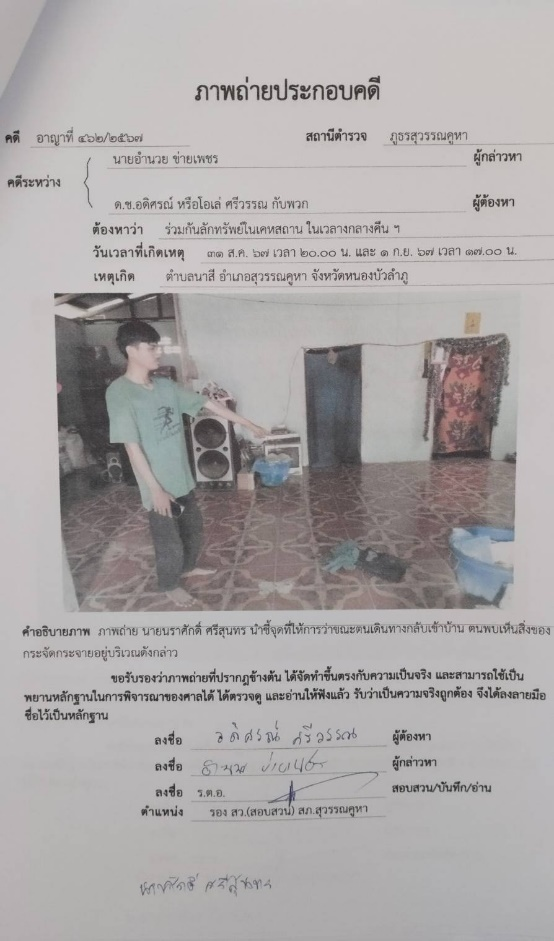 ภาพถ่ายประกอบคดี
คดี อาญาที่ ๔๖๒/๒๕๖๗ สถานีตำรวจ ภูธรสุวรรณคูหา
นายอำนวย ข่ายเพชร ผู้กล่าวหา
คดีระหว่าง
ด.ช.อดิศรณ์ หรือโอเล่ ศรีวรรณ กับพวก ผู้ต้องหา
ต้องหาว่า ร่วมกันลักทรัพย์ในเคหสถาน ในเวลากลางคืน ฯ
วันเวลาที่เกิดเหตุ ๓๑ ส.ค. ๖๗ เวลา ๒๐.๐๐ น. และ ๑ ก.ย. ๖๗ เวลา ๑๗.๐๐ น.
เหตุเกิด ตำบลนาสี อำเภอสุวรรณคูหา จังหวัดหนองบัวลำภู
คำอธิบายภาพ ภาพถ่าย นายนราศักดิ์ ศรีสุนทร นำชี้จุดที่ให้การว่าขณะตนเดินทางกลับเข้าบ้าน ตนพบเห็นสิ่งของ
กระจัดกระจายอยู่บริเวณดังกล่าว
ขอรับรองว่าภาพถ่ายที่ปรากฎข้างต้น ได้จัดทำขึ้นตรงกับความเป็นจริง และสามารถใช้เป็น
พยานหลักฐานในการพิจารณาของศาลได้ ได้ตรวจดู และอ่านให้ฟังแล้ว รับว่าเป็นความจริงถูกต้อง จึงได้ลงลายมือ
ชื่อไว้เป็นหลักฐาน
ลงชื่อ อดิศรณ์ ศรีวรรณ ผู้ต้องหา
ลงชื่อ อำนวย ข่ายเพชร ผู้กล่าวหา
ลงชื่อ ร.ต.อ. สอบสวน/บันทึก/อ่าน
ตำแหน่ง รอง สว.(สอบสวน) สภ.สุวรรณคูหา
นราศักดิ์ ศรีสุนทร